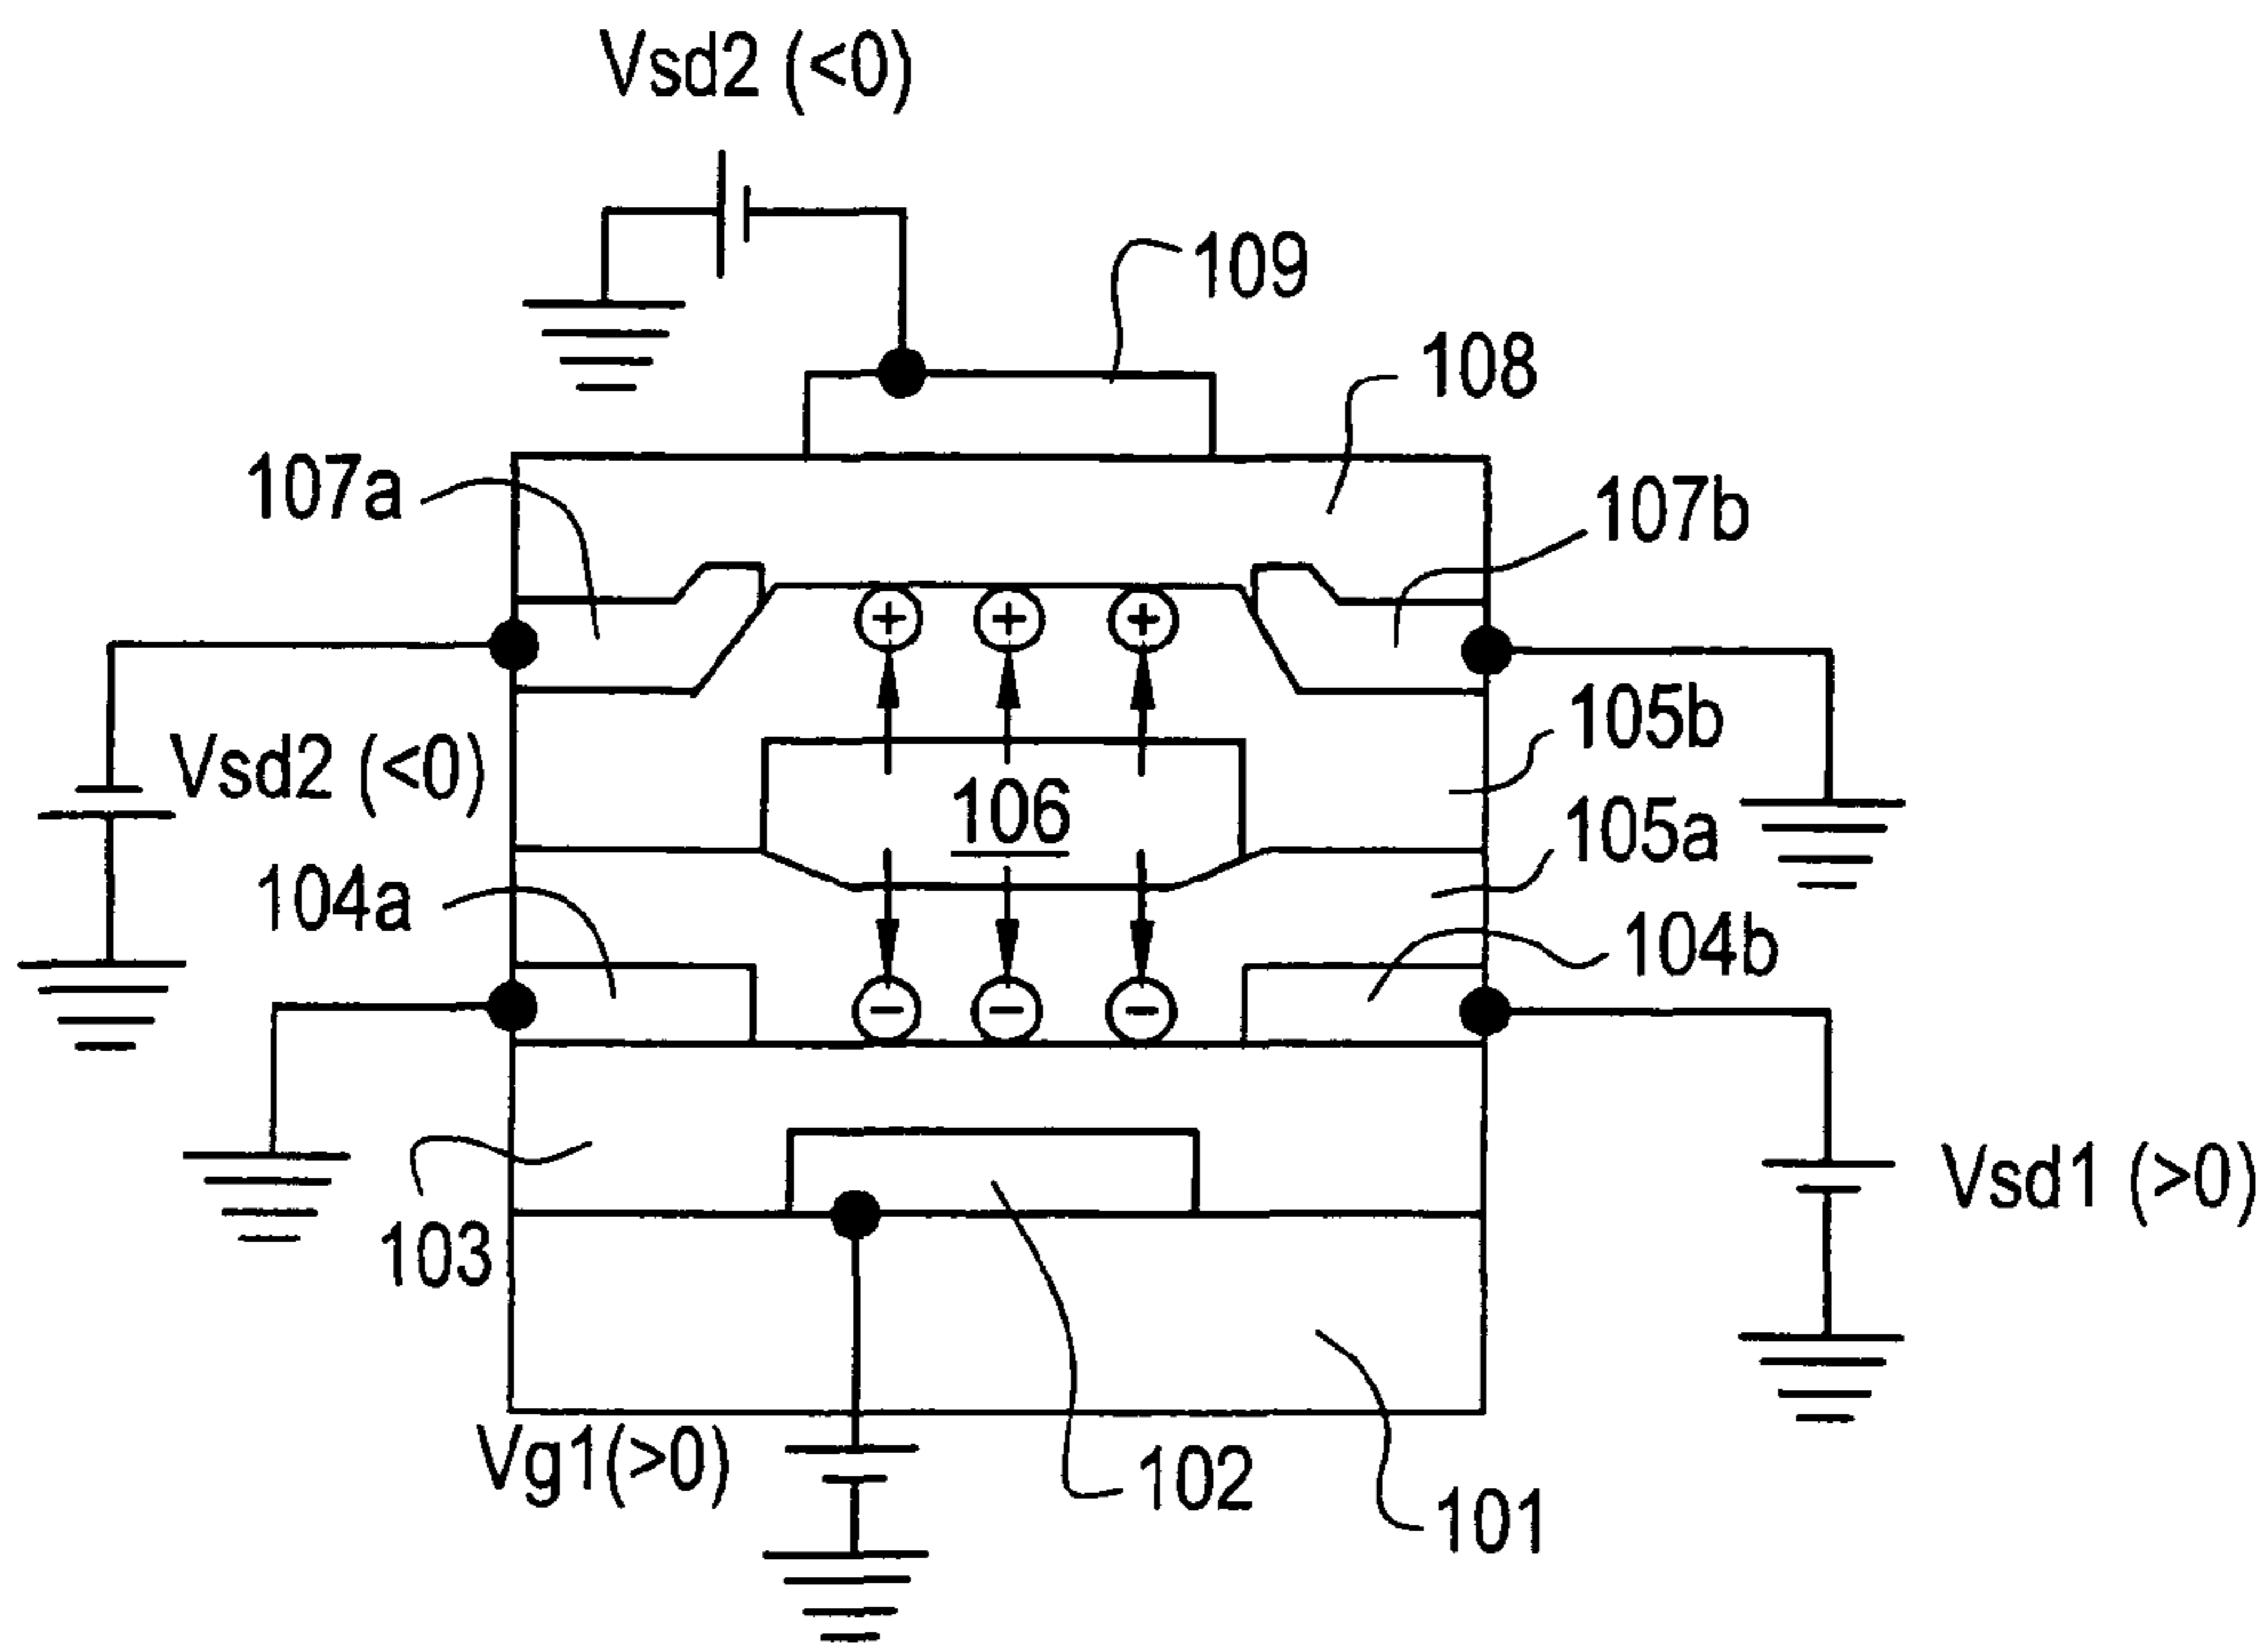 Vsd2 (<0)
109
108
107a
107b
105b
Vsd2 (<0)
106
105a
104a
104b
+ + +
− − −
Vsd1 (>0)
103
Vg1(>0)
102
101